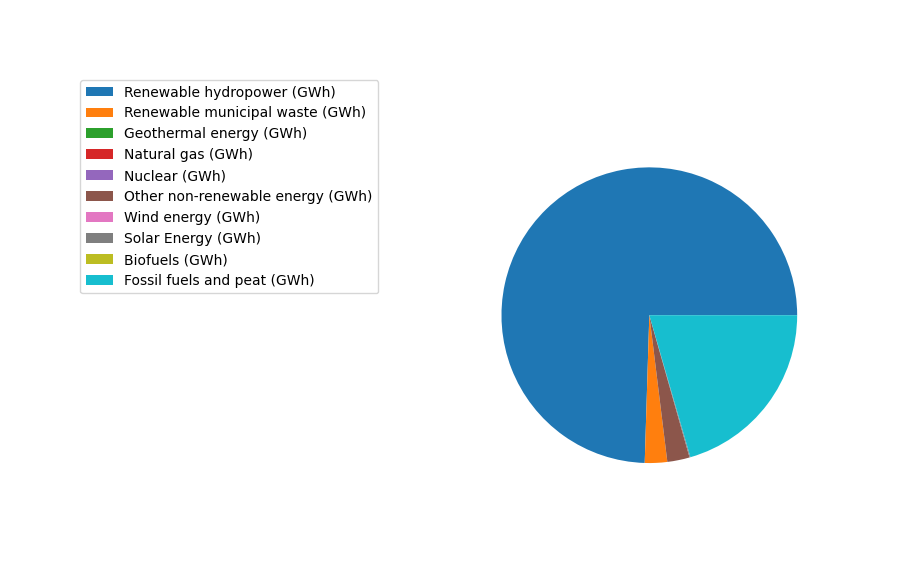 Renewable hydropower (GWh)
Renewable municipal waste (GWh)
Geothermal energy (GWh)
Natural gas (GWh)
Nuclear (GWh)
Other non-renewable energy (GWh)
Wind energy (GWh)
Solar Energy (GWh)
Biofuels (GWh)
Fossil fuels and peat (GWh)